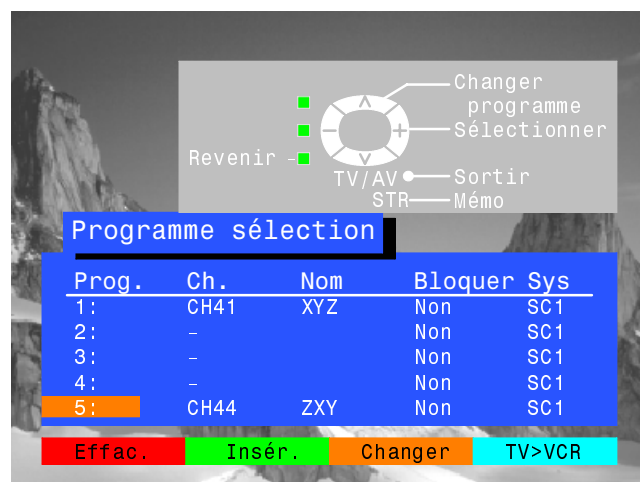 Changer
programme
Sélectionner
Revenir
TV/AV Sortir
STR Mémo
Programme sélection
Prog. Ch. Nom Bloquer Sys
1: CH41 XYZ Non SC1
2: – Non SC1
3: – Non SC1
4: – Non SC1
5: CH44 ZXY Non SC1
Effac. Insér. Changer TV>VCR